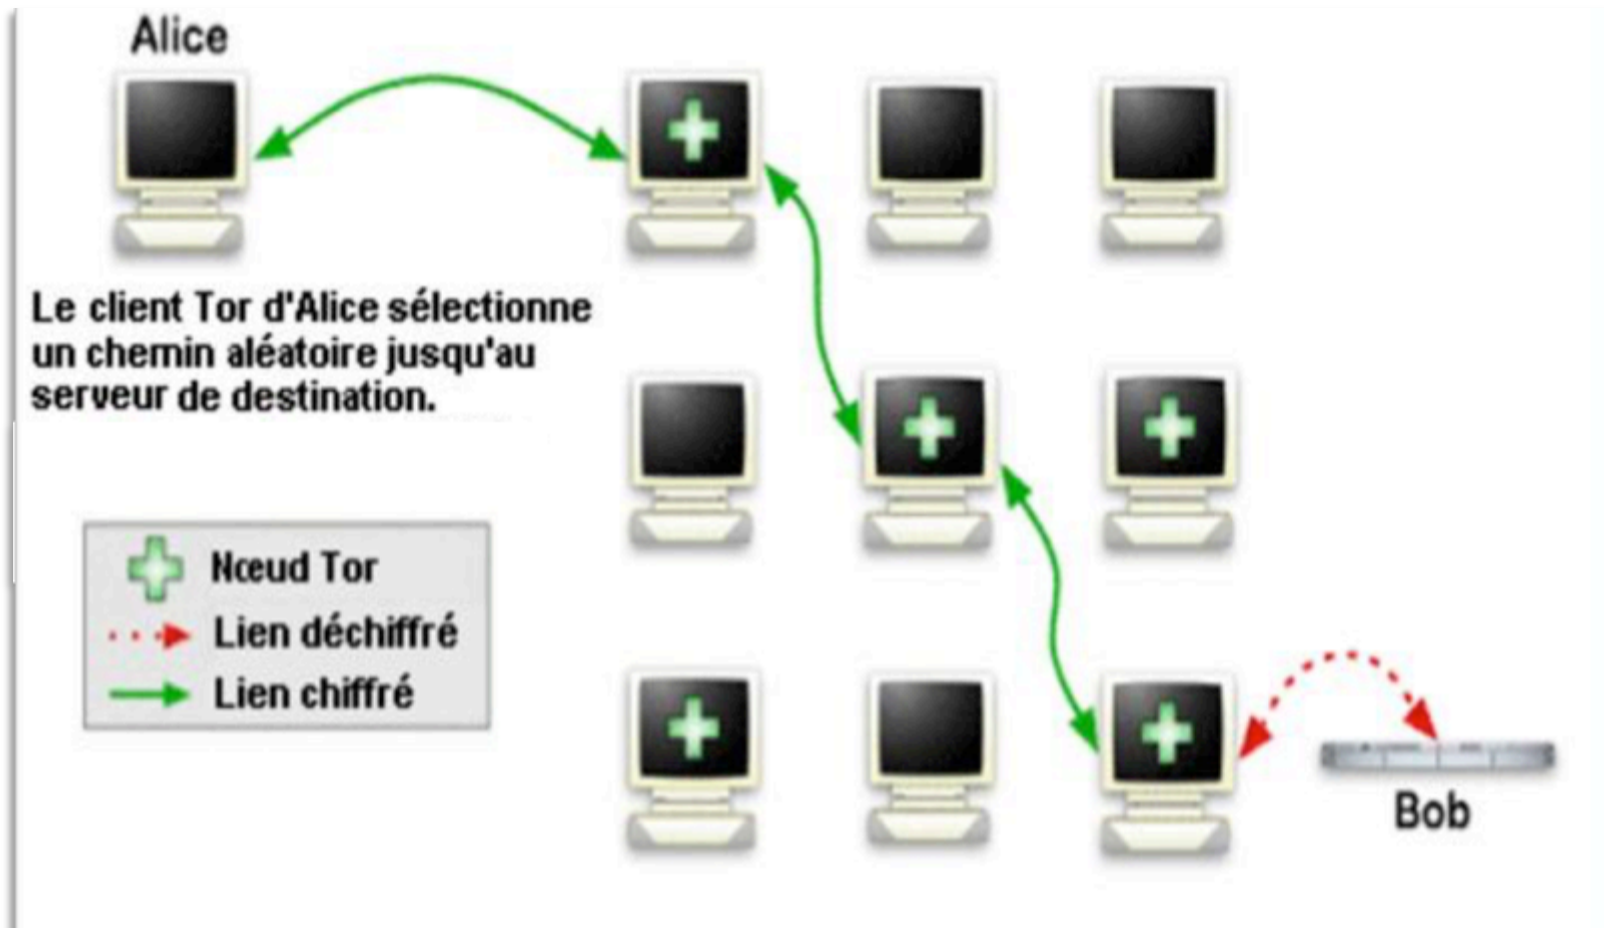 Alice
Le client Tor d'Alice sélectionne
un chemin aléatoire jusqu'au
serveur de destination.
Nœud Tor
Lien déchiffré
Lien chiffré
Bob